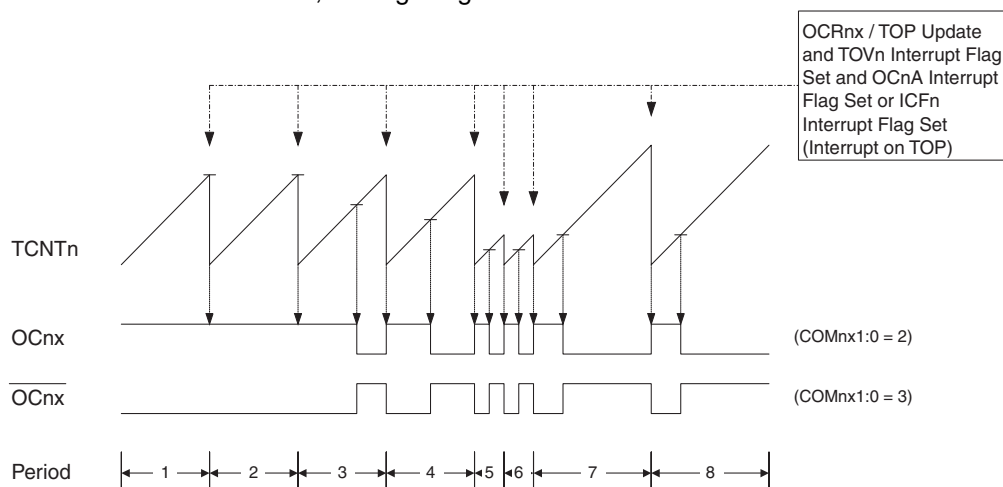 OCRnx / TOP Update
and TOVn Interrupt Flag
Set and OCnA Interrupt
Flag Set or ICFn
Interrupt Flag Set
(Interrupt on TOP)
TCNTn
OCnx
(COMnx1:0 = 2)
OCnx
(COMnx1:0 = 3)
Period
1
2
3
4
5
6
7
8